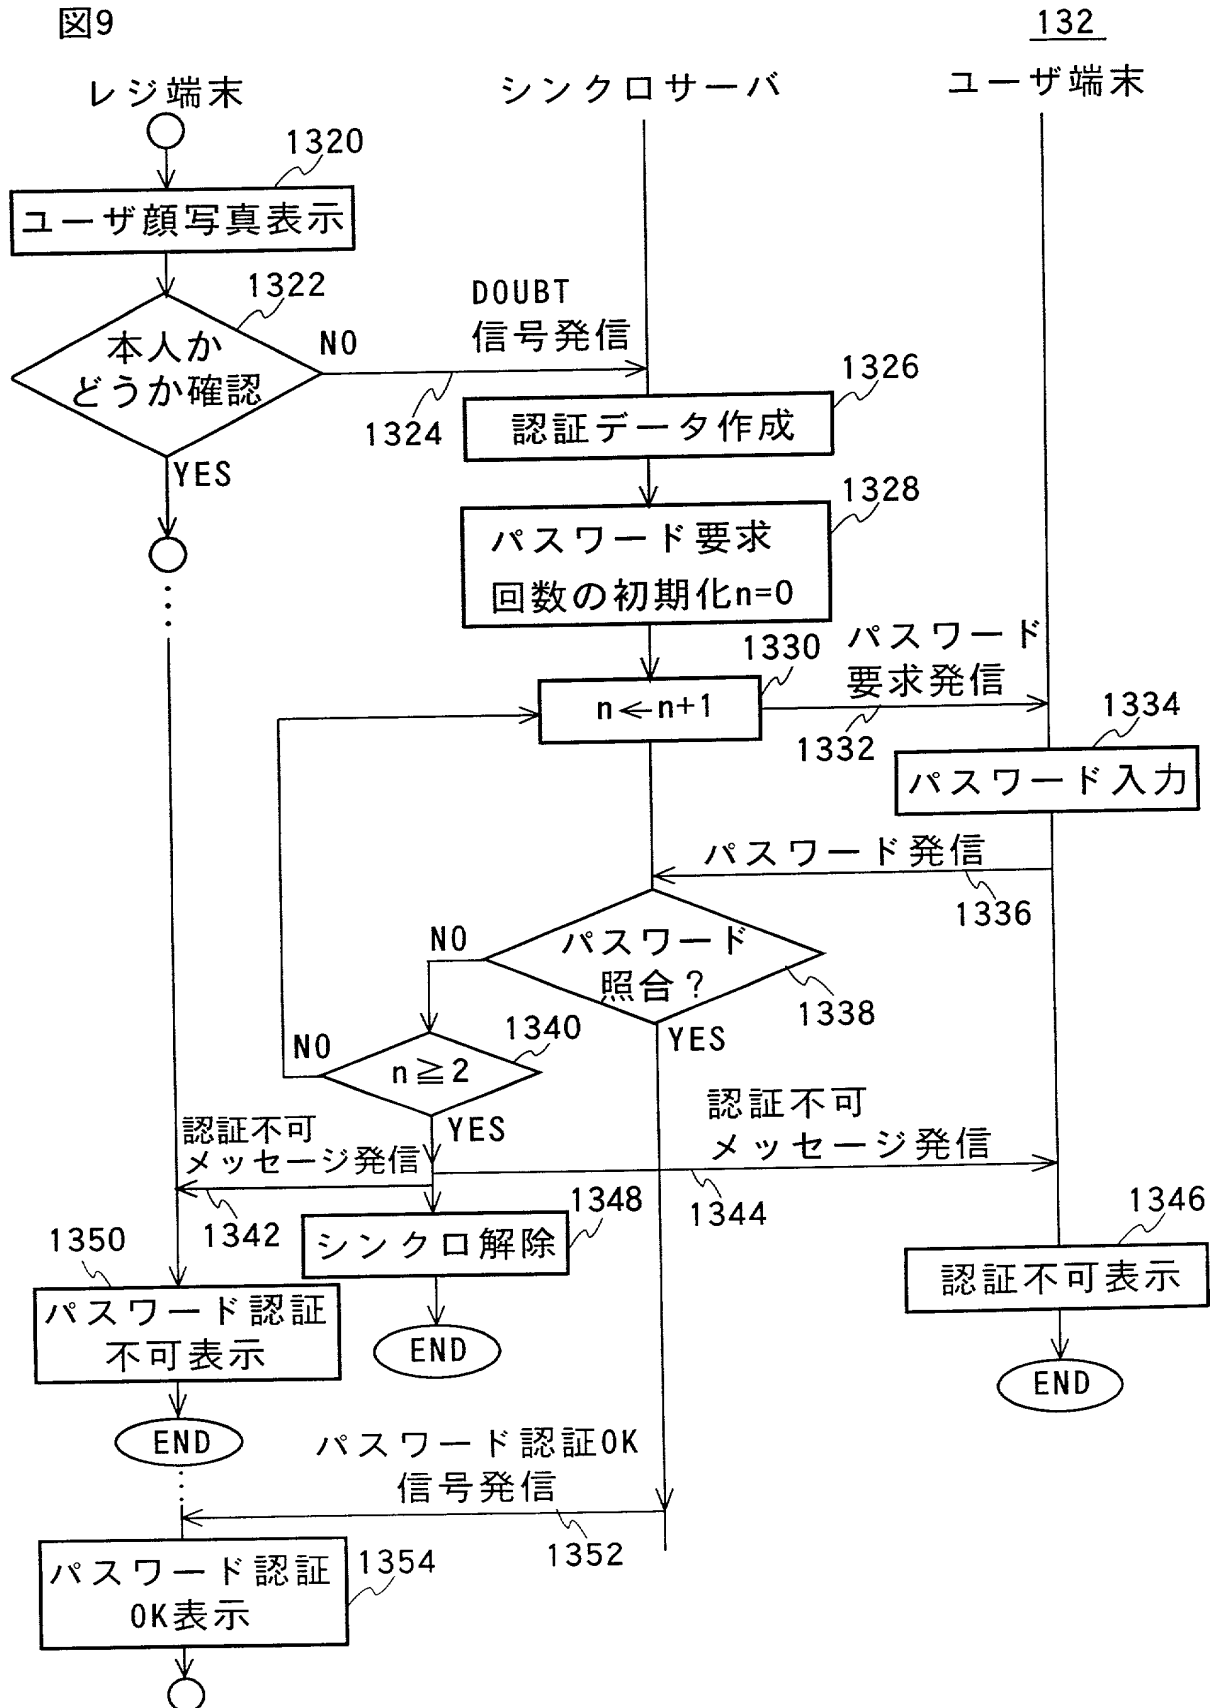 図9
132
レジ端末
シンクロサーバ
ユーザ端末
1320
ユーザ顔写真表示
1322
本人か
どうか確認
NO
DOUBT
信号発信
1324
1326
認証データ作成
YES
1328
パスワード要求
回数の初期化n=0
1330
パスワード
要求発信
n←n+1
1332
1334
パスワード入力
パスワード発信
1336
NO
パスワード
照合?
1338
YES
1340
NO
n≧2
YES
認証不可
メッセージ発信
認証不可
メッセージ発信
1342
1344
1346
1348
シンクロ解除
認証不可表示
1350
パスワード認証
不可表示
END
END
END
パスワード認証OK
信号発信
1352
パスワード認証
OK表示
1354